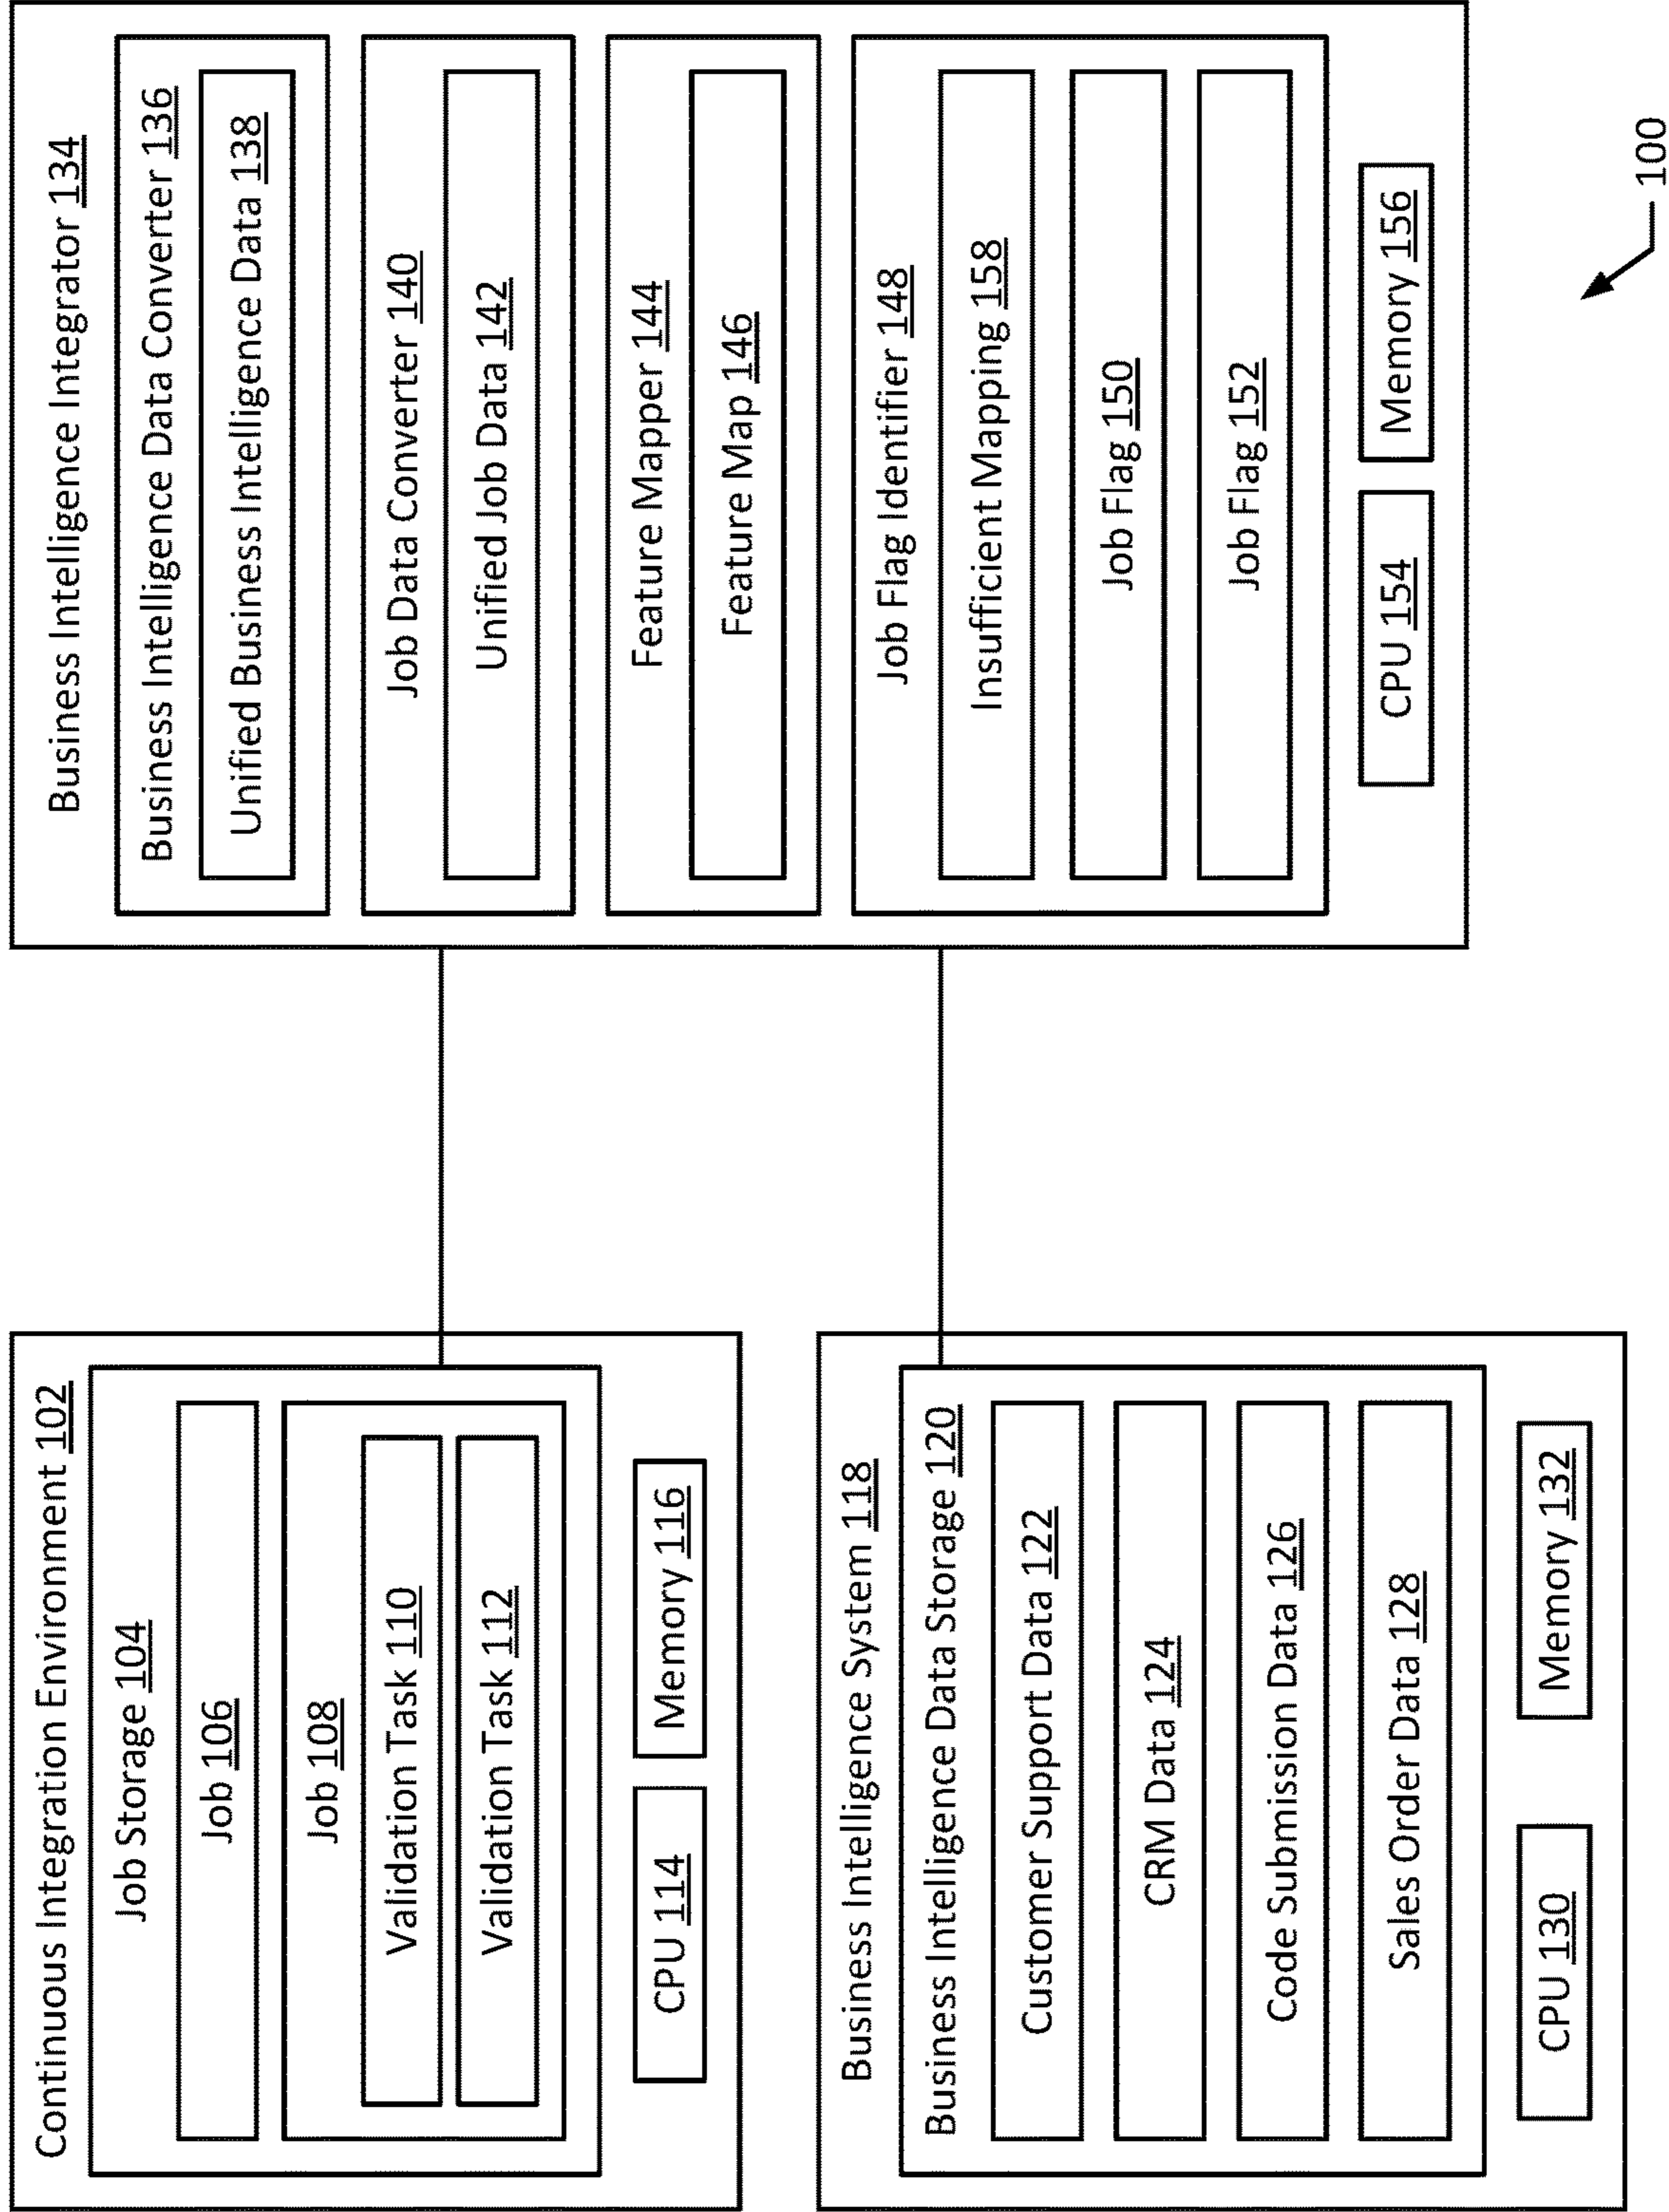 Continuous Integration Environment 102
Job Storage 104
Job 106
Job 108
Validation Task 110
Validation Task 112
CPU 114
Memory 116
Business Intelligence System 118
Business Intelligence Data Storage 120
Customer Support Data 122
CRM Data 124
Code Submission Data 126
Sales Order Data 128
CPU 130
Memory 132
Business Intelligence Integrator 134
Business Intelligence Data Converter 136
Unified Business Intelligence Data 138
Job Data Converter 140
Unified Job Data 142
Feature Mapper 144
Feature Map 146
Job Flag Identifier 148
Insufficient Mapping 158
Job Flag 150
Job Flag 152
CPU 154
Memory 156
100